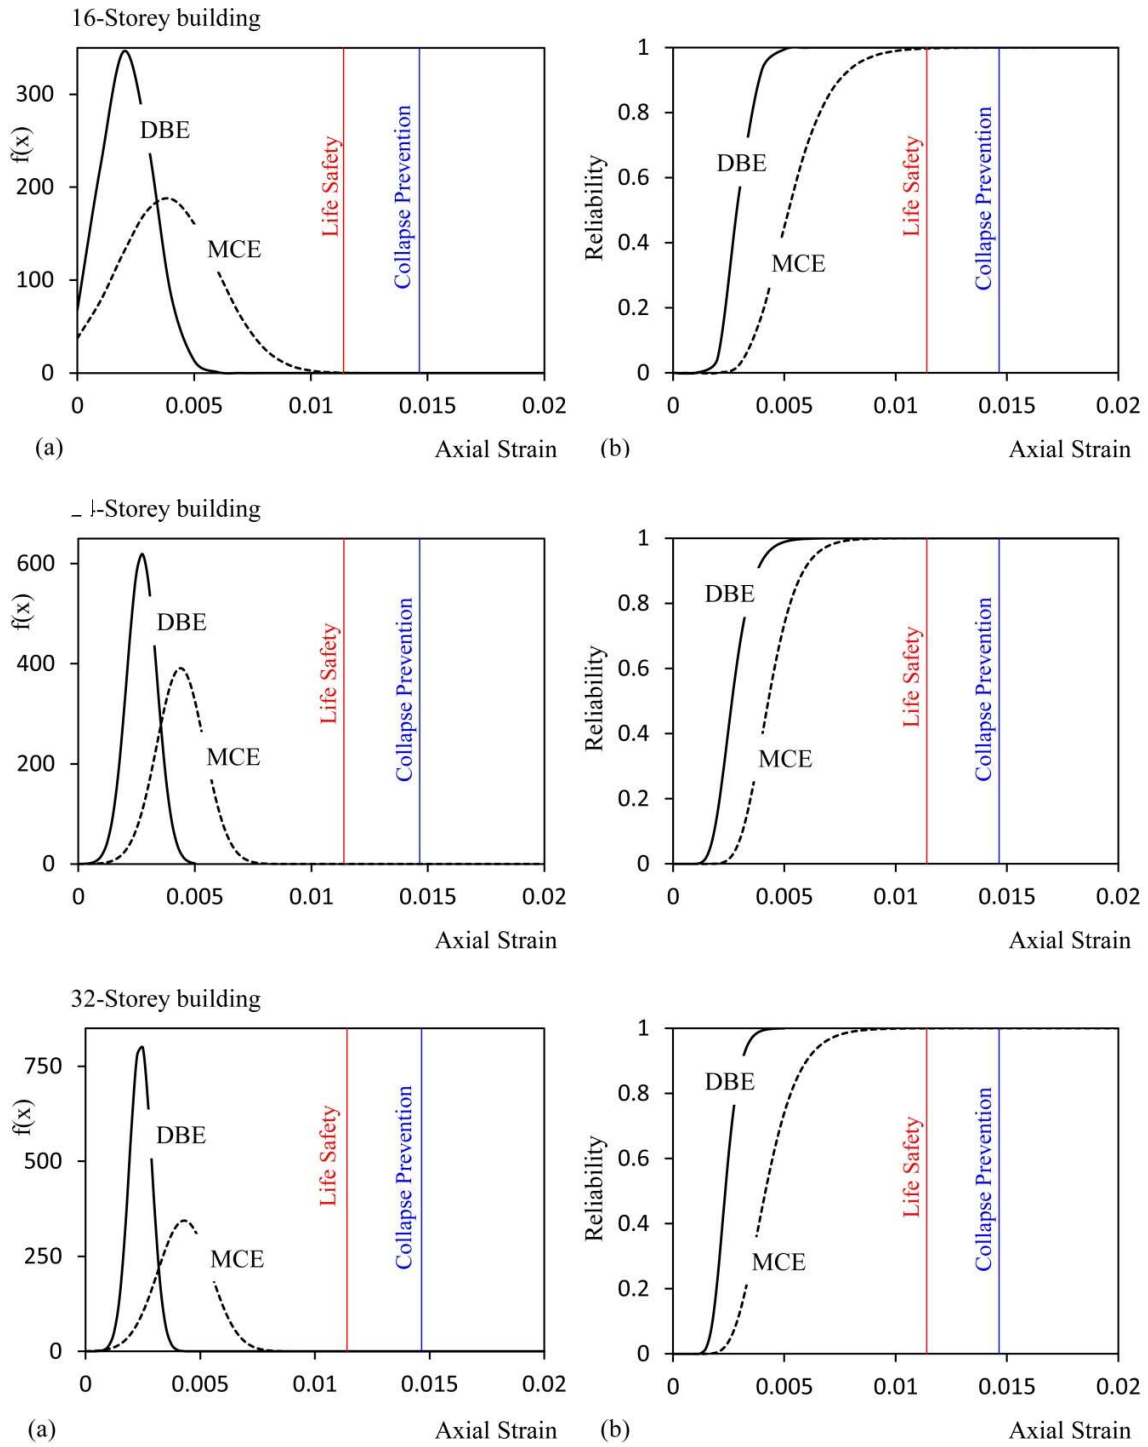 16-Storey building
f(x)
300
200
100
0
DBE
MCE
Life Safety
Collapse Prevention
0 0.005 0.01 0.015 0.02
(a) Axial Strain
Reliability
1
0.8
0.6
0.4
0.2
0
DBE
MCE
Life Safety
Collapse Prevention
0 0.005 0.01 0.015 0.02
(b) Axial Strain
-Storey building
f(x)
600
400
200
0
DBE
MCE
Life Safety
Collapse Prevention
0 0.005 0.01 0.015 0.02
Axial Strain
Reliability
1
0.8
0.6
0.4
0.2
0
DBE
MCE
Life Safety
Collapse Prevention
0 0.005 0.01 0.015 0.02
Axial Strain
32-Storey building
f(x)
750
500
250
0
DBE
MCE
Life Safety
Collapse Prevention
0 0.005 0.01 0.015 0.02
(a) Axial Strain
Reliability
1
0.8
0.6
0.4
0.2
0
DBE
MCE
Life Safety
Collapse Prevention
0 0.005 0.01 0.015 0.02
(b) Axial Strain